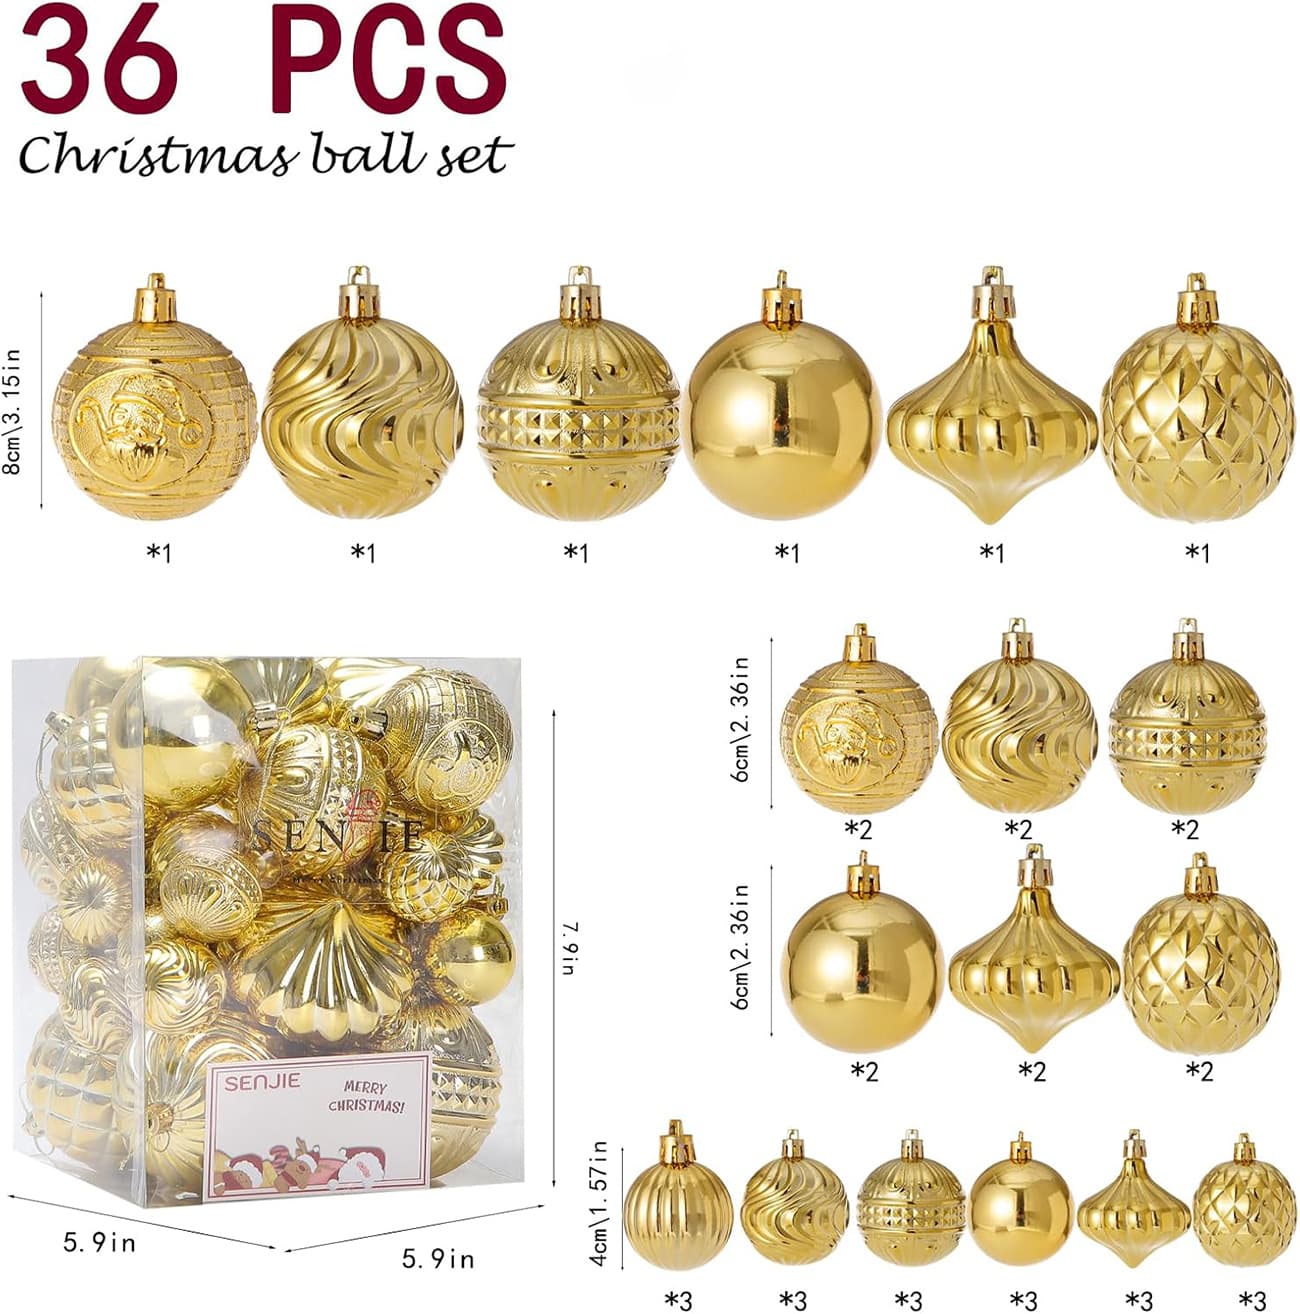 36 PCS
Christmas ball set
8cm\3.15in
*1 *1 *1 *1 *1 *1
6cm\2.36in
*2 *2 *2
6cm\2.36in
*2 *2 *2
SENJIE
Merry Christmas
7.9in
SENJIE
MERRY
CHRISTMAS!
5.9in
5.9in
4cm\1.57in
*3 *3 *3 *3 *3 *3